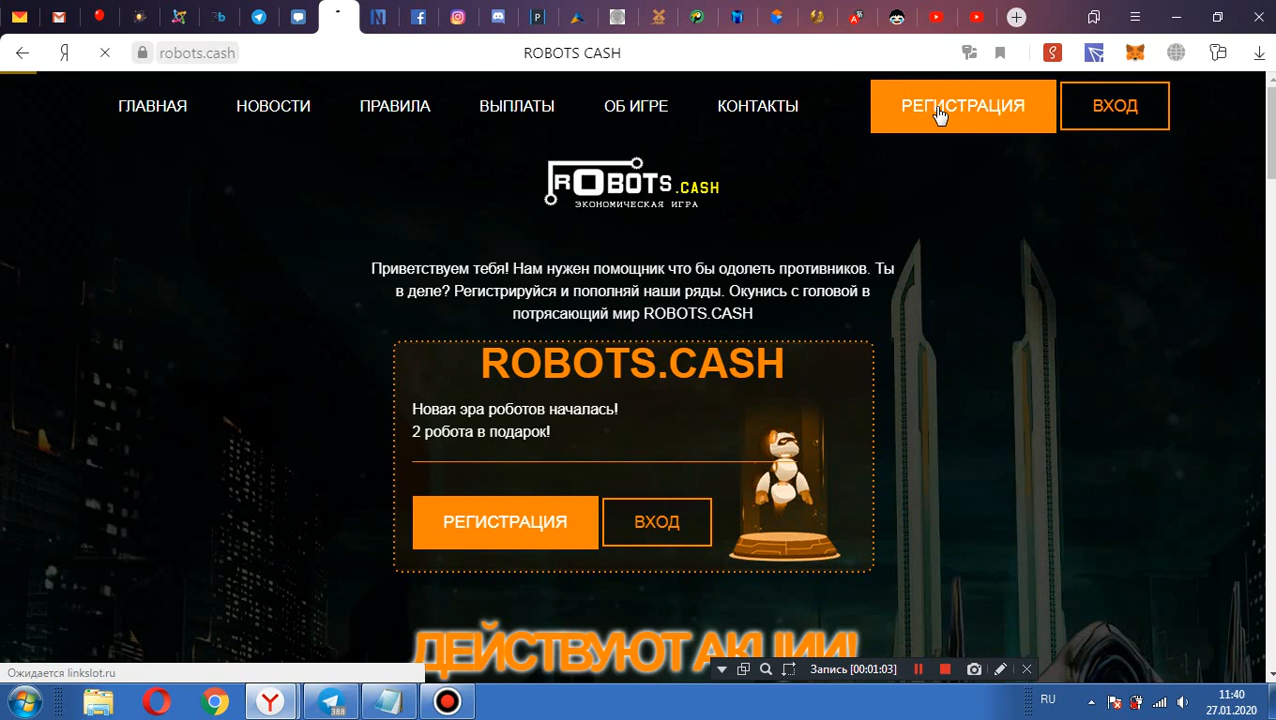 robots.cash
ROBOTS CASH
ГЛАВНАЯ НОВОСТИ ПРАВИЛА ВЫПЛАТЫ ОБ ИГРЕ КОНТАКТЫ РЕГИСТРАЦИЯ ВХОД
ROBOTS.CASH
ЭКОНОМИЧЕСКАЯ ИГРА
Приветствуем тебя! Нам нужен помощник что бы одолеть противников. Ты
в деле? Регистрируйся и пополняй наши ряды. Окунись с головой в
потрясающий мир ROBOTS.CASH
ROBOTS.CASH
Новая эра роботов началась!
2 робота в подарок!
РЕГИСТРАЦИЯ ВХОД
ДЕЙСТВУЮТ АКЦИИ!
Ожидается linkslot.ru
Запись [00:01:03]
388
RU
11:40
27.01.2020